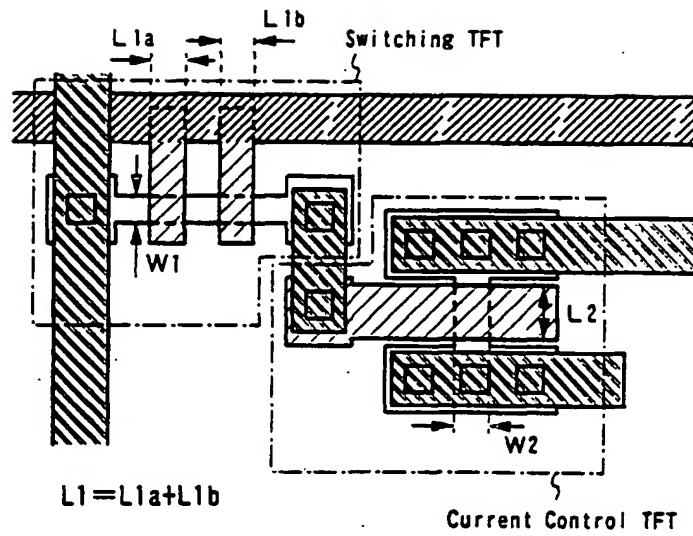 L1b
L1a
Switching TFT
W1
L2
W2
L1=L1a+L1b
Current Control TFT